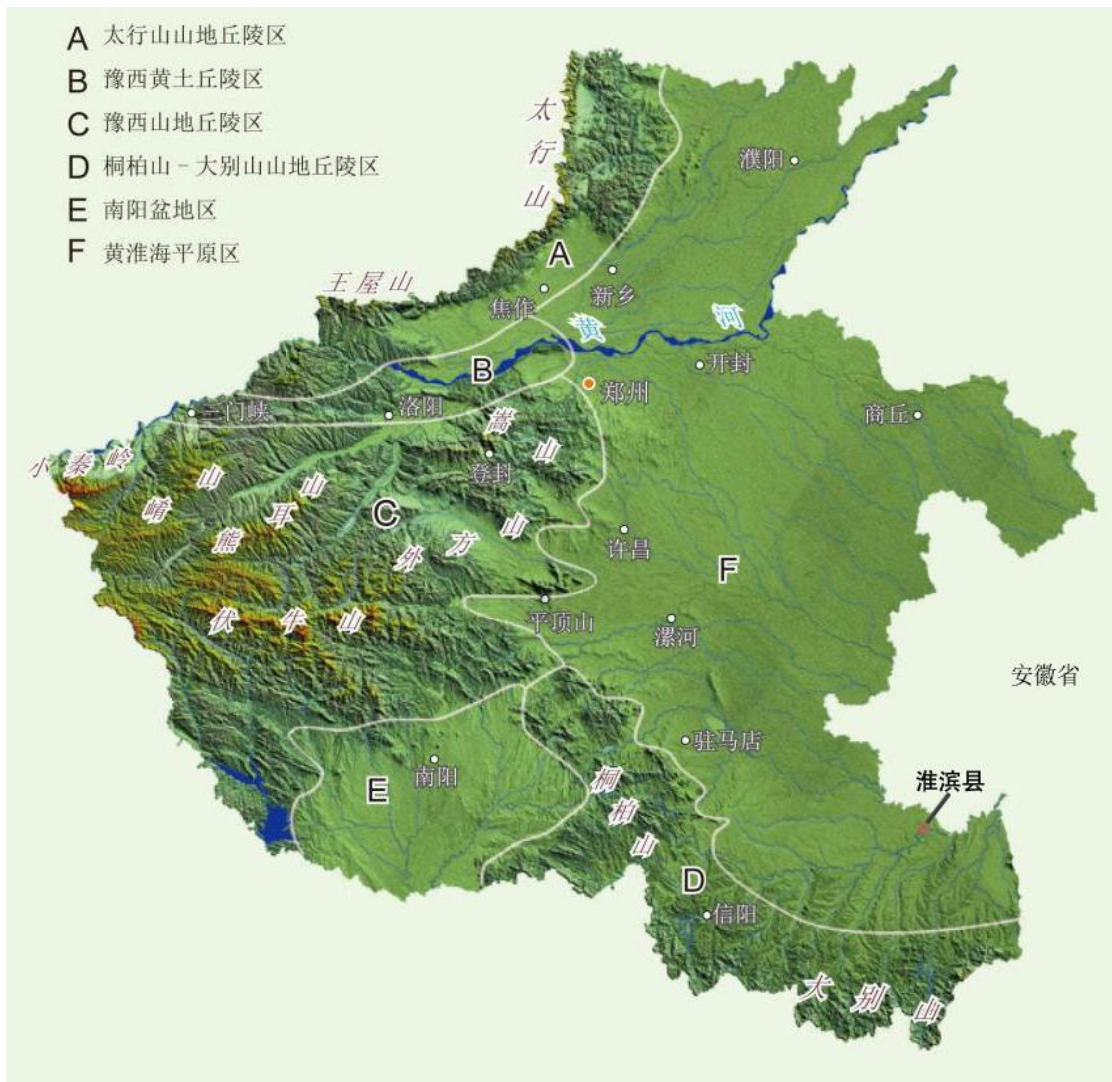 A 太行山山地丘陵区
B 豫西黄土丘陵区
C 豫西山地丘陵区
D 桐柏山-大别山山地丘陵区
E 南阳盆地区
F 黄淮海平原区
太行山
濮阳
A
王屋山
焦作
新乡
黄河
B
开封
郑州
三门峡
洛阳
嵩山
商丘
小秦岭
登封
崤山
熊耳山
C
外方山
许昌
F
伏牛山
平顶山
漯河
安徽省
驻马店
E
南阳
桐柏山
淮滨县
D
信阳
大别山